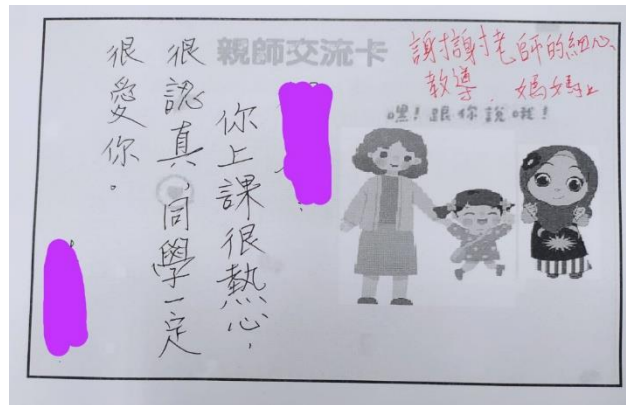 親師交流卡
謝謝老師的細心
教導. 媽媽上
嘿!跟你說哦!
你上課很熱心,
很認真,同學一定
很愛你。